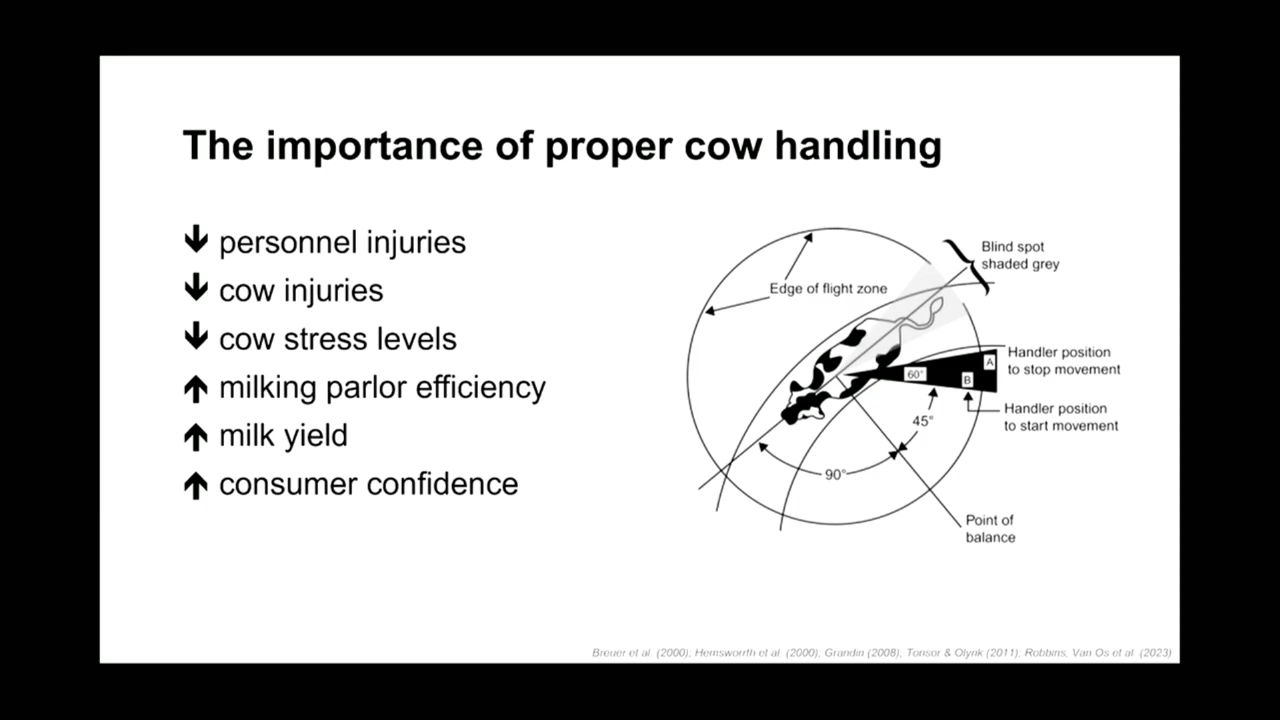 The importance of proper cow handling
↓ personnel injuries
↓ cow injuries
↓ cow stress levels
↑ milking parlor efficiency
↑ milk yield
↑ consumer confidence
Blind spot
shaded grey
Edge of flight zone
Handler position
to stop movement
A
60°
B
Handler position
to start movement
45°
90°
Point of
balance
Breuer et al. (2000), Hemsworth et al. (2000), Grandin (2008), Tonsor & Olynk (2011), Robbins, Van Os et al. (2023)